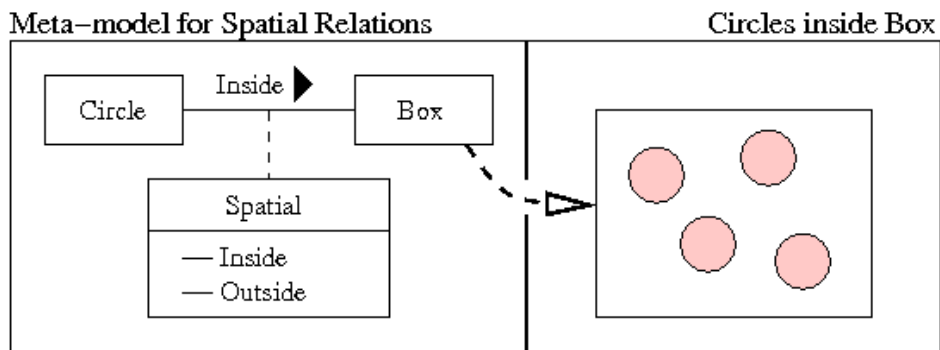 Meta-model for Spatial Relations
Circles inside Box
Inside
Circle
Box
Spatial
— Inside
— Outside